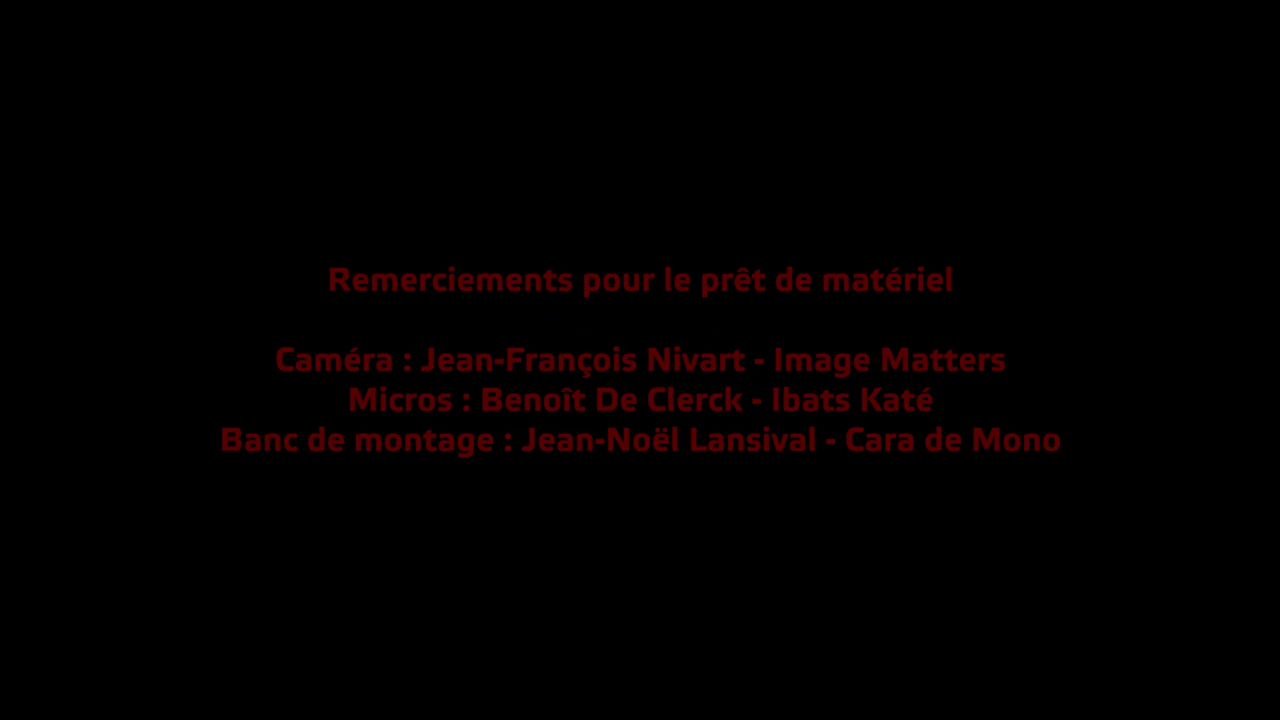 Remerciements pour le prêt de matériel
Caméra : Jean-François Nivart - Image Matters
Micros : Benoît De Clerck - Ibats Katé
Banc de montage : Jean-Noël Lansival - Cara de Mono